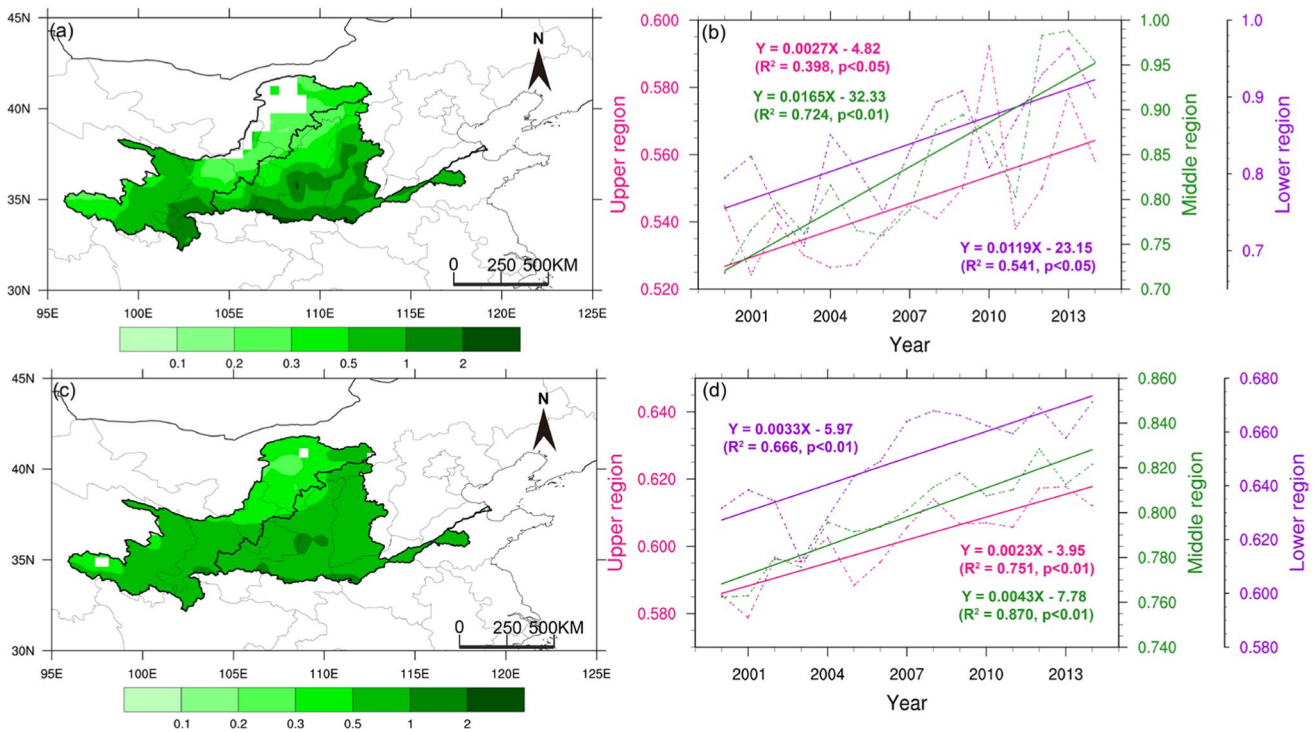 (a)
N
0 250 500KM
45N
40N
35N
30N
95E 100E 105E 110E 115E 120E 125E
0.1 0.2 0.3 0.5 1 2
(b)
Y = 0.0027X - 4.82
(R² = 0.398, p<0.05)
Y = 0.0165X - 32.33
(R² = 0.724, p<0.01)
Y = 0.0119X - 23.15
(R² = 0.541, p<0.05)
Upper region
0.600
0.580
0.560
0.540
0.520
Middle region
1.00
0.95
0.90
0.85
0.80
0.75
0.70
Lower region
1.0
0.9
0.8
0.7
2001 2004 2007 2010 2013
Year
(c)
N
0 250 500KM
45N
40N
35N
30N
95E 100E 105E 110E 115E 120E 125E
0.1 0.2 0.3 0.5 1 2
(d)
Y = 0.0033X - 5.97
(R² = 0.666, p<0.01)
Y = 0.0023X - 3.95
(R² = 0.751, p<0.01)
Y = 0.0043X - 7.78
(R² = 0.870, p<0.01)
Upper region
0.640
0.620
0.600
0.580
Middle region
0.860
0.840
0.820
0.800
0.780
0.760
0.740
Lower region
0.680
0.660
0.640
0.620
0.600
0.580
2001 2004 2007 2010 2013
Year